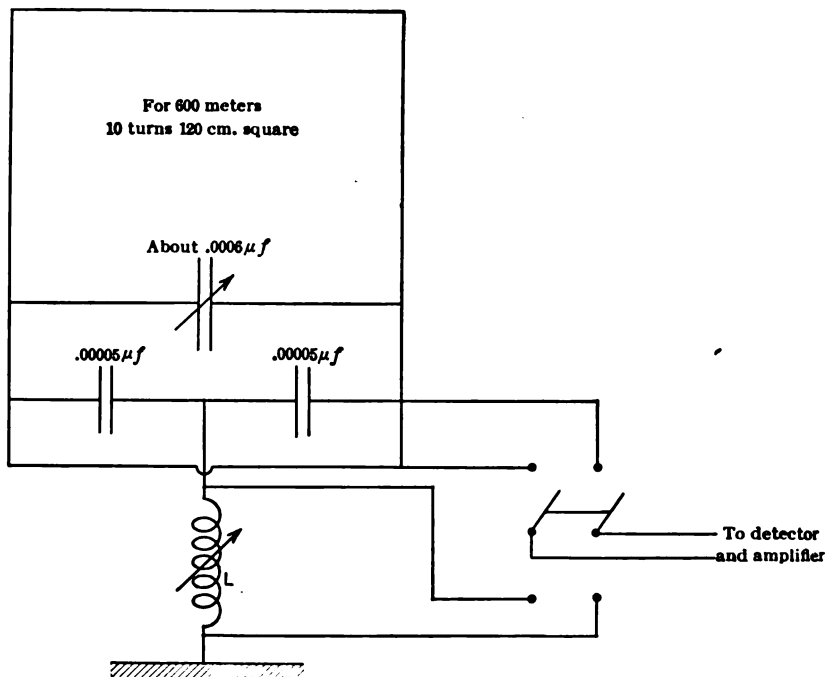 For 600 meters
10 turns 120 cm. square
About .0006μf
.00005μf
.00005μf
L
To detector
and amplifier